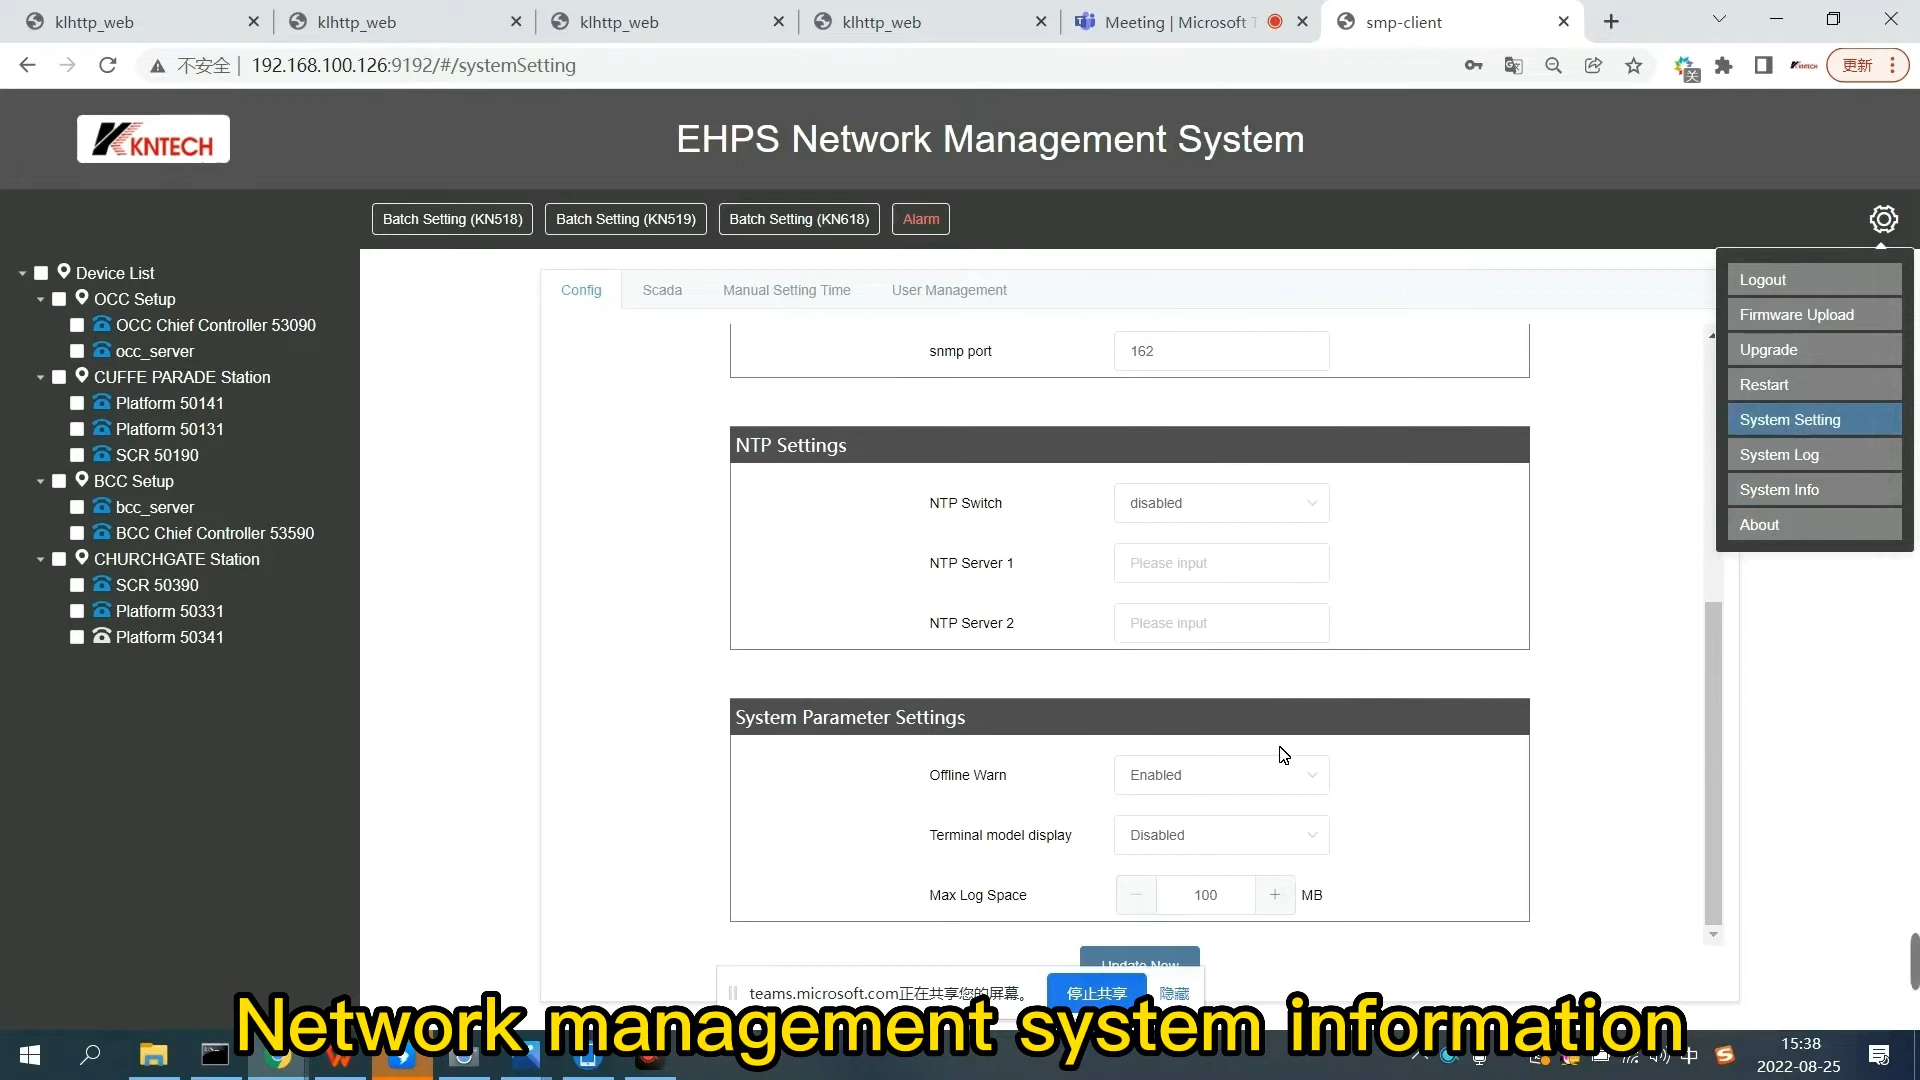 klhttp_web
klhttp_web
klhttp_web
klhttp_web
Meeting | Microsoft T
smp-client
不安全 | 192.168.100.126:9192/#/systemSetting
更新
KNTECH
EHPS Network Management System
Batch Setting (KN518)
Batch Setting (KN519)
Batch Setting (KN618)
Alarm
Device List
OCC Setup
OCC Chief Controller 53090
occ_server
CUFFE PARADE Station
Platform 50141
Platform 50131
SCR 50190
BCC Setup
bcc_server
BCC Chief Controller 53590
CHURCHGATE Station
SCR 50390
Platform 50331
Platform 50341
Config
Scada
Manual Setting Time
User Management
snmp port
162
NTP Settings
NTP Switch
disabled
NTP Server 1
Please input
NTP Server 2
Please input
System Parameter Settings
Offline Warn
Enabled
Terminal model display
Disabled
Max Log Space
100
MB
Update Now
Logout
Firmware Upload
Upgrade
Restart
System Setting
System Log
System Info
About
teams.microsoft.com正在共享您的屏幕。
停止共享
隐藏
Network management system information
中
15:38
2022-08-25